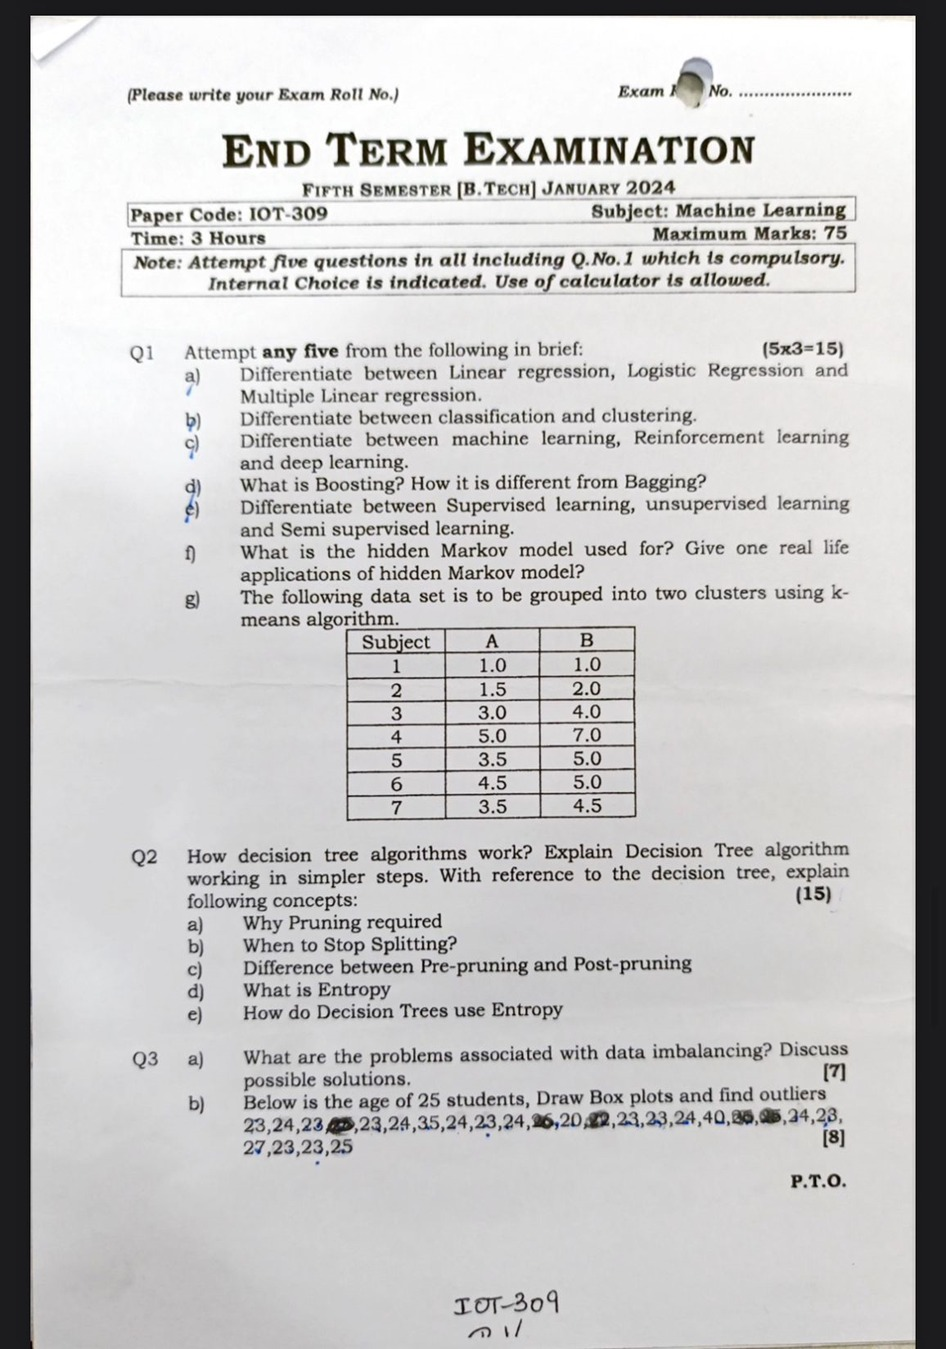 (Please write your Exam Roll No.)
Exam No. ......................
END TERM EXAMINATION
FIFTH SEMESTER [B.TECH] JANUARY 2024
Paper Code: IOT-309 Subject: Machine Learning
Time: 3 Hours Maximum Marks: 75
Note: Attempt five questions in all including Q.No.1 which is compulsory.
Internal Choice is indicated. Use of calculator is allowed.
Q1 Attempt any five from the following in brief: (5x3=15)
a) Differentiate between Linear regression, Logistic Regression and
Multiple Linear regression.
b) Differentiate between classification and clustering.
c) Differentiate between machine learning, Reinforcement learning
and deep learning.
d) What is Boosting? How it is different from Bagging?
e) Differentiate between Supervised learning, unsupervised learning
and Semi supervised learning.
f) What is the hidden Markov model used for? Give one real life
applications of hidden Markov model?
g) The following data set is to be grouped into two clusters using k-
means algorithm.
Subject A B
1 1.0 1.0
2 1.5 2.0
3 3.0 4.0
4 5.0 7.0
5 3.5 5.0
6 4.5 5.0
7 3.5 4.5
Q2 How decision tree algorithms work? Explain Decision Tree algorithm
working in simpler steps. With reference to the decision tree, explain
following concepts: (15)
a) Why Pruning required
b) When to Stop Splitting?
c) Difference between Pre-pruning and Post-pruning
d) What is Entropy
e) How do Decision Trees use Entropy
Q3 a) What are the problems associated with data imbalancing? Discuss
possible solutions. [7]
b) Below is the age of 25 students, Draw Box plots and find outliers
23,24,23,23,24,35,24,23,24,26,20,23,23,24,40,24,23,
27,23,23,25 [8]
P.T.O.
IOT-309